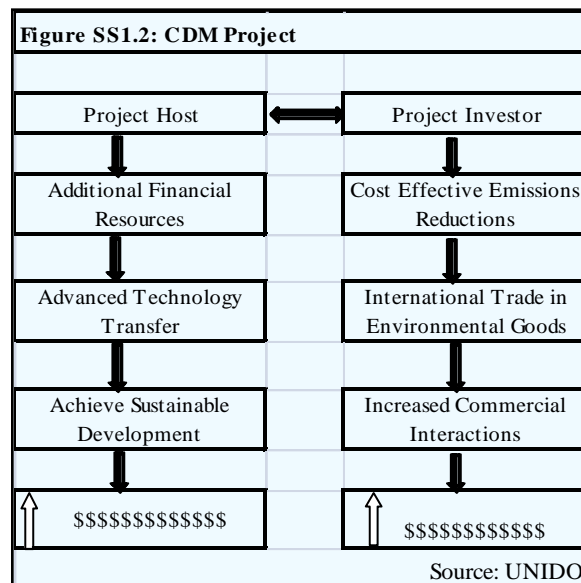 Figure SS1.2: CDM Project
Project Host
Project Investor
Additional Financial
Resources
Cost Effective Emissions
Reductions
Advanced Technology
Transfer
International Trade in
Environmental Goods
Achieve Sustainable
Development
Increased Commercial
Interactions
$$$$$$$$$$$$$
$$$$$$$$$$$$
Source: UNIDO